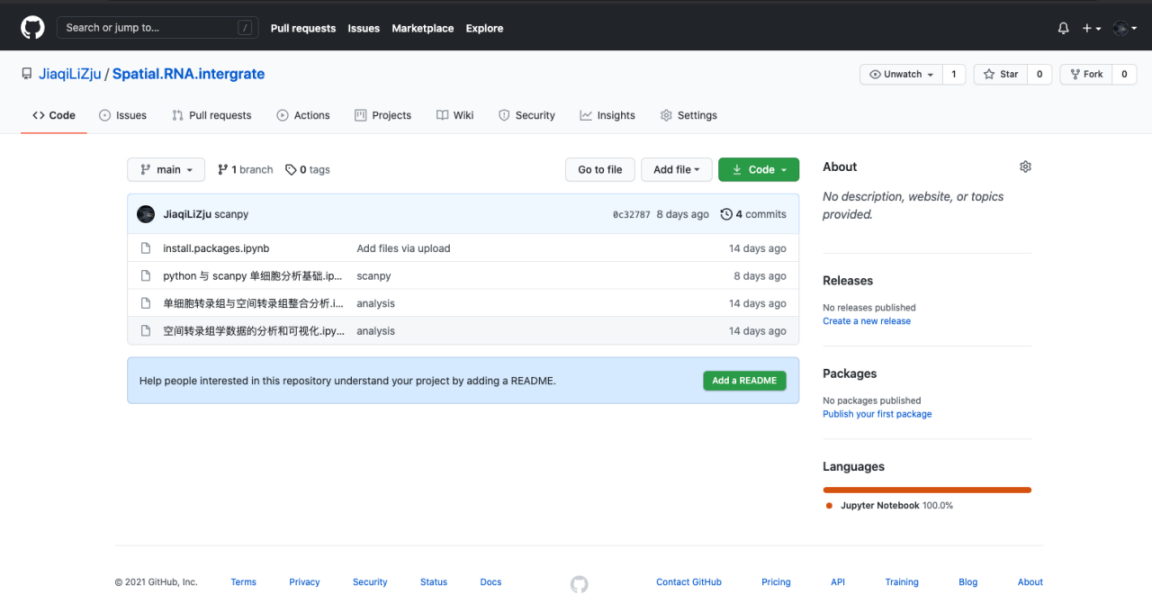 Search or jump to... /
Pull requests Issues Marketplace Explore
JiaqiLiZju / Spatial.RNA.intergrate
Unwatch 1 Star 0 Fork 0
Code Issues Pull requests Actions Projects Wiki Security Insights Settings
main 1 branch 0 tags Go to file Add file Code
JiaqiLiZju scanpy 0c32787 8 days ago 4 commits
install.packages.ipynb Add files via upload 14 days ago
python 与 scanpy 单细胞分析基础.ip... scanpy 8 days ago
单细胞转录组与空间转录组整合分析.i... analysis 14 days ago
空间转录组学数据的分析和可视化.ipy... analysis 14 days ago
Help people interested in this repository understand your project by adding a README. Add a README
About
No description, website, or topics
provided.
Releases
No releases published
Create a new release
Packages
No packages published
Publish your first package
Languages
Jupyter Notebook 100.0%
© 2021 GitHub, Inc. Terms Privacy Security Status Docs Contact GitHub Pricing API Training Blog About